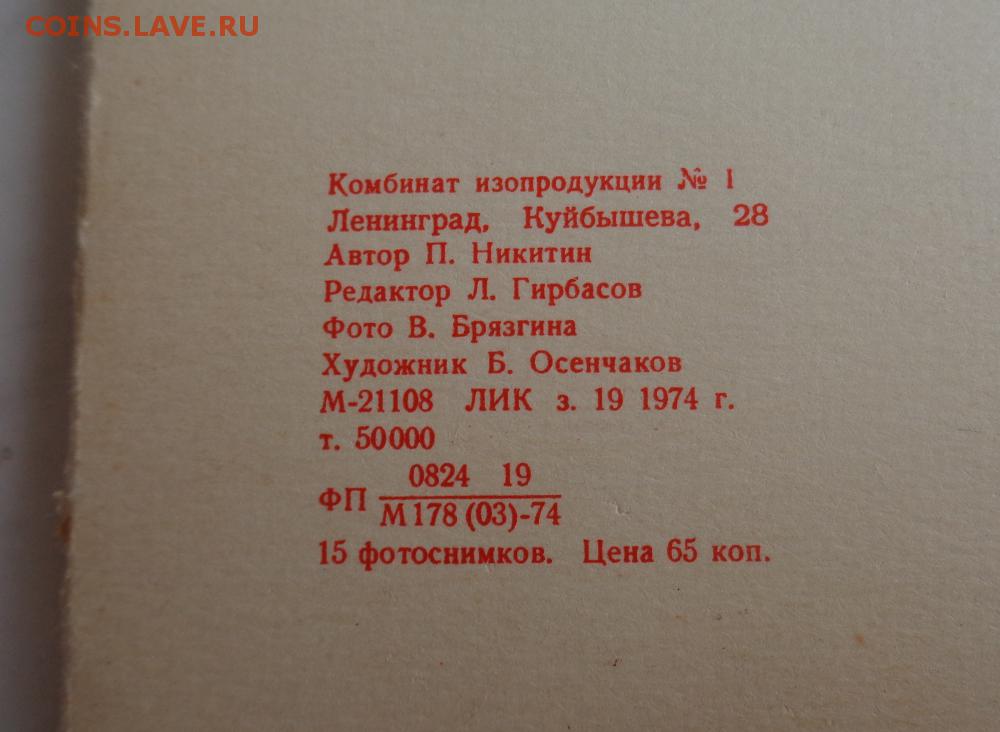 COINS.LAVE.RU
Комбинат изопродукции № 1
Ленинград, Куйбышева, 28
Автор П. Никитин
Редактор Л. Гирбасов
Фото В. Брязгина
Художник Б. Осенчаков
М-21108 ЛИК з. 19 1974 г.
т. 50000
ФП 0824 19
М 178 (03)-74
15 фотоснимков. Цена 65 коп.